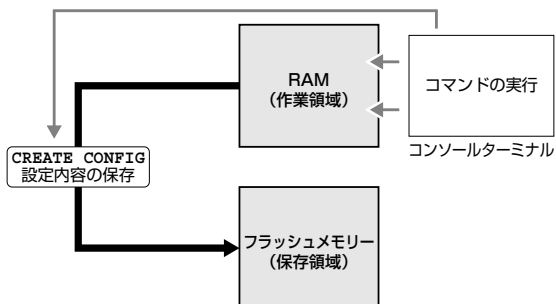 RAM
（作業領域）
コマンドの実行
コンソールターミナル
CREATE CONFIG
設定内容の保存
フラッシュメモリー
（保存領域）